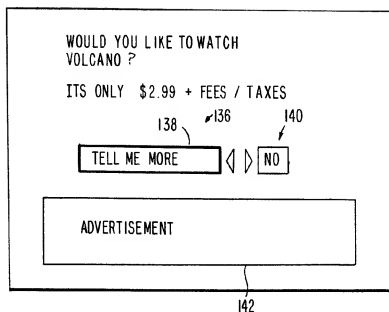 WOULD YOU LIKE TO WATCH
VOLCANO ?
ITS ONLY $2.99 + FEES / TAXES
138 136 140
TELL ME MORE NO
ADVERTISEMENT
142